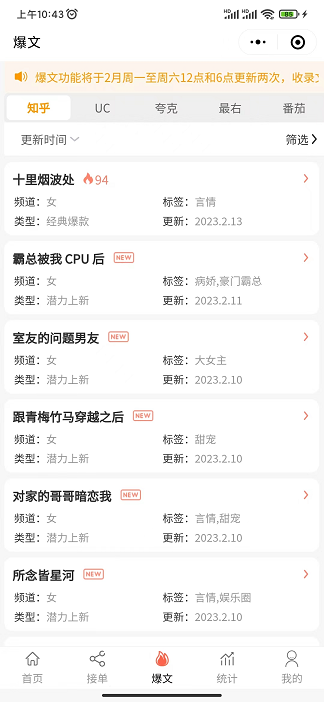 上午10:43
HD HD 85
爆文
爆文功能将于2月周一至周六12点和6点更新两次，收录
知乎 UC 夸克 最右 番茄
更新时间 筛选
十里烟波处 94
频道：女 标签：言情
类型：经典爆款 更新：2023.2.13
霸总被我 CPU 后 NEW
频道：女 标签：病娇,豪门霸总
类型：潜力上新 更新：2023.2.11
室友的问题男友 NEW
频道：女 标签：大女主
类型：潜力上新 更新：2023.2.10
跟青梅竹马穿越之后 NEW
频道：女 标签：甜宠
类型：潜力上新 更新：2023.2.10
对家的哥哥暗恋我 NEW
频道：女 标签：言情,甜宠
类型：潜力上新 更新：2023.2.10
所念皆星河 NEW
频道：女 标签：言情,娱乐圈
类型：潜力上新 更新：2023.2.10
首页 接单 爆文 统计 我的